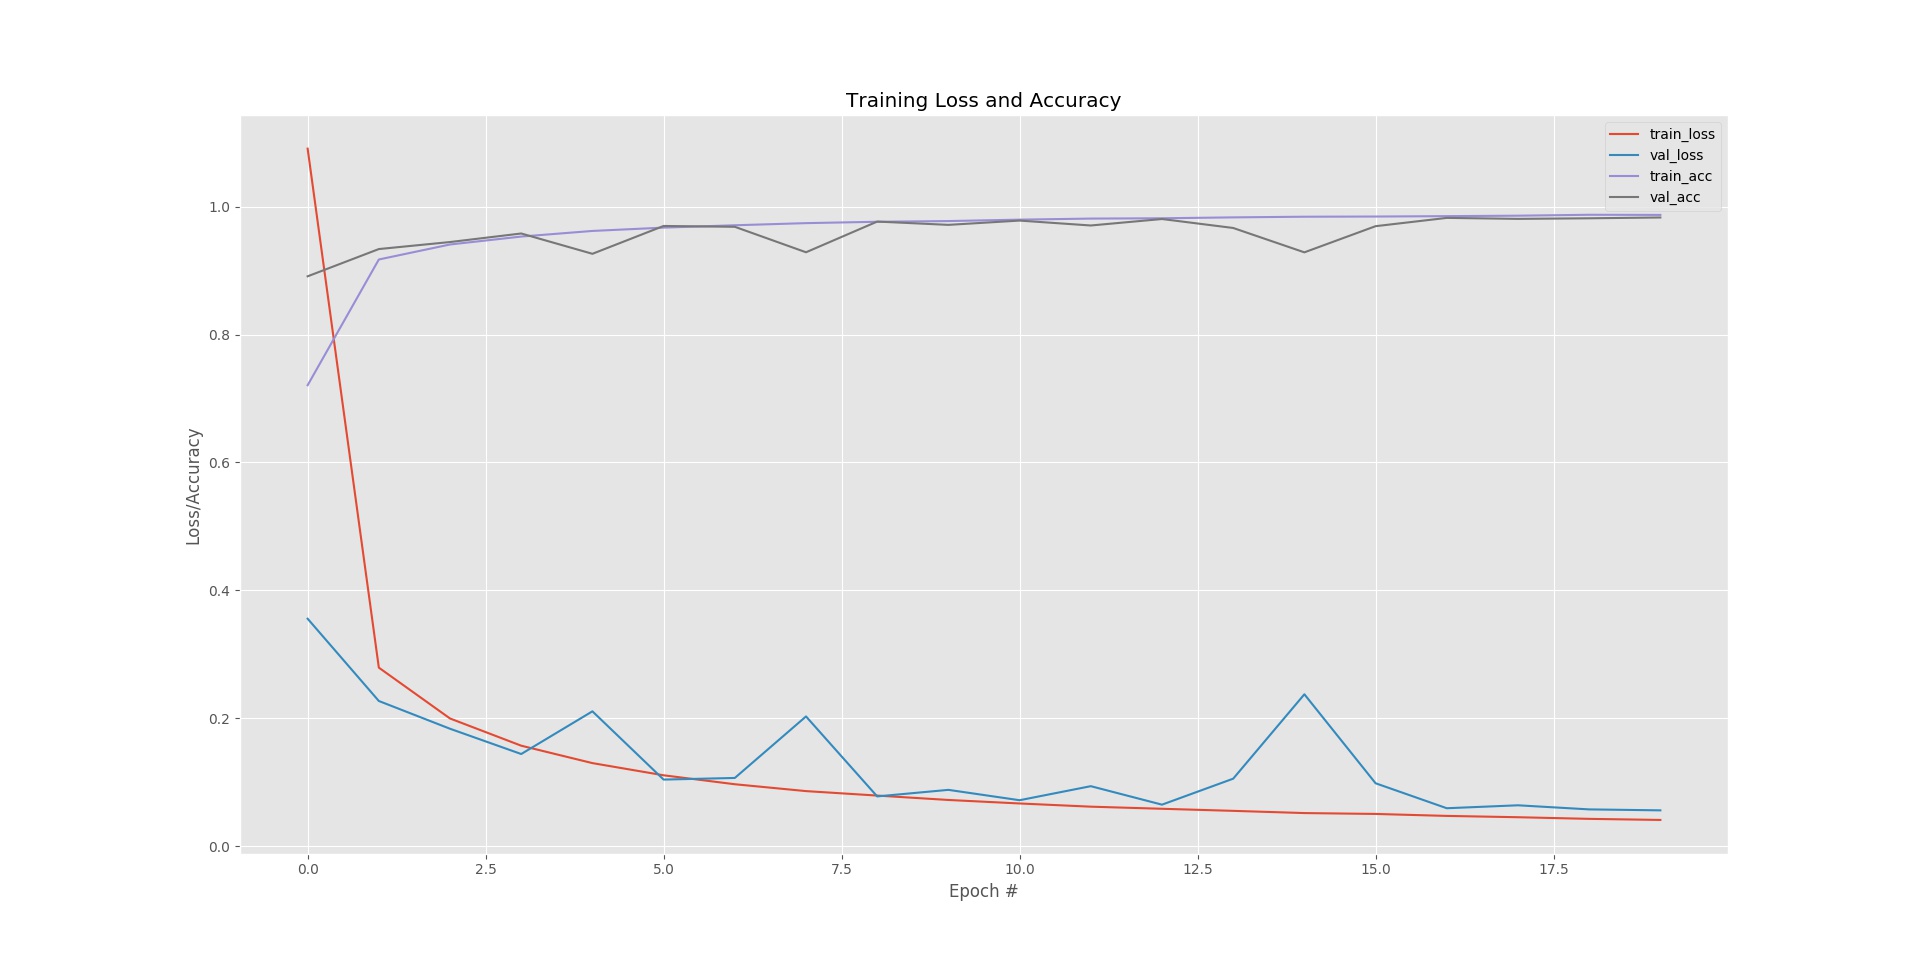 Training Loss and Accuracy
train_loss
val_loss
train_acc
val_acc
1.0
0.8
0.6
0.4
0.2
0.0
Loss/Accuracy
0.0 2.5 5.0 7.5 10.0 12.5 15.0 17.5
Epoch #